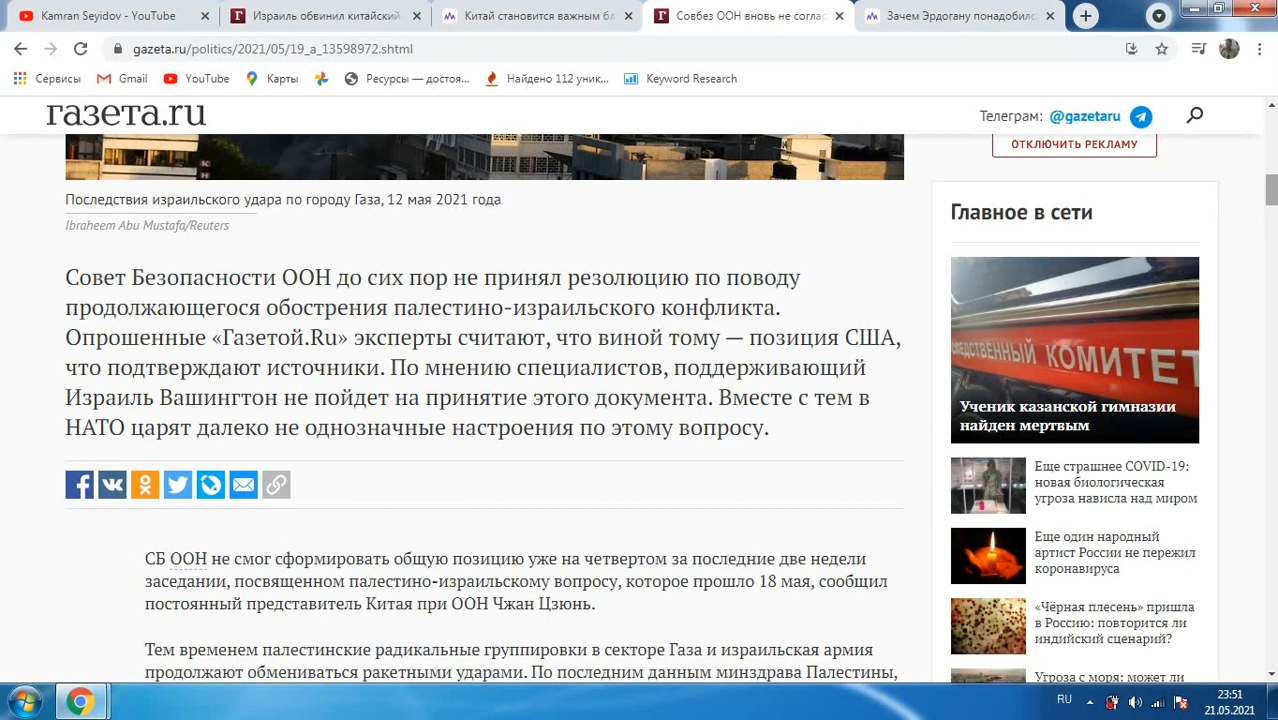 Kamran Seyidov - YouTube
Израиль обвинил китайский
Китай становится важным бл
Совбез ООН вновь не соглас
Зачем Эрдогану понадобилс
gazeta.ru/politics/2021/05/19_a_13598972.shtml
Сервисы
Gmail
YouTube
Карты
Ресурсы — достоя...
Найдено 112 уник...
Keyword Research
газета.ru
Телеграм: @gazetaru
ОТКЛЮЧИТЬ РЕКЛАМУ
Последствия израильского удара по городу Газа, 12 мая 2021 года
Ibraheem Abu Mustafa/Reuters
Совет Безопасности ООН до сих пор не принял резолюцию по поводу
продолжающегося обострения палестино-израильского конфликта.
Опрошенные «Газетой.Ru» эксперты считают, что виной тому — позиция США,
что подтверждают источники. По мнению специалистов, поддерживающий
Израиль Вашингтон не пойдет на принятие этого документа. Вместе с тем в
НАТО царят далеко не однозначные настроения по этому вопросу.
СБ ООН не смог сформировать общую позицию уже на четвертом за последние две недели
заседании, посвященном палестино-израильскому вопросу, которое прошло 18 мая, сообщил
постоянный представитель Китая при ООН Чжан Цзюнь.
Тем временем палестинские радикальные группировки в секторе Газа и израильская армия
продолжают обмениваться ракетными ударами. По последним данным минздрава Палестины,
Главное в сети
СЛЕДСТВЕННЫЙ КОМИТЕТ
Ученик казанской гимназии
найден мертвым
Еще страшнее COVID-19:
новая биологическая
угроза нависла над миром
Еще один народный
артист России не пережил
коронавируса
«Чёрная плесень» пришла
в Россию: повторится ли
индийский сценарий?
Угроза с моря: может ли
RU
23:51
21.05.2021